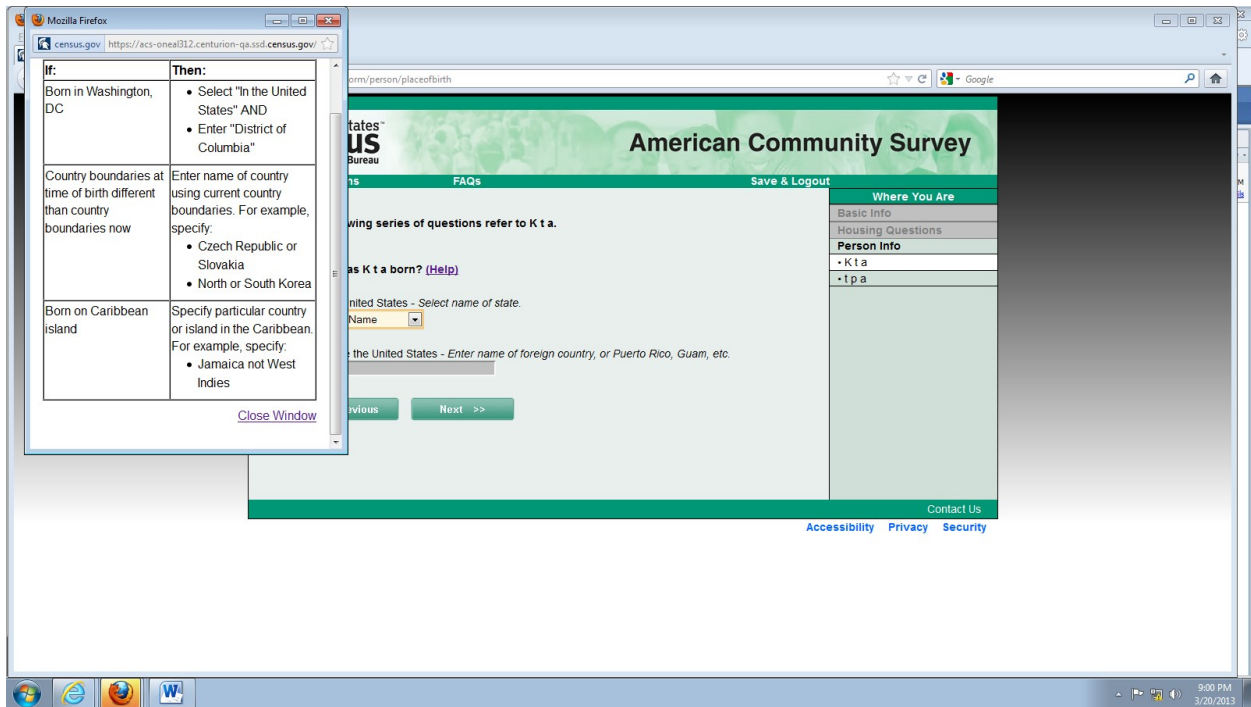 Mozilla Firefox
census.gov https://acs-oneal312.centurion-qa.ssd.census.gov/
If: Then:
Born in Washington, DC
• Select "In the United
States" AND
• Enter "District of
Columbia"
Country boundaries at
time of birth different
than country
boundaries now
Enter name of country
using current country
boundaries. For example,
specify:
• Czech Republic or
Slovakia
• North or South Korea
Born on Caribbean
island
Specify particular country
or island in the Caribbean.
For example, specify:
• Jamaica not West
Indies
Close Window
orm/person/placeofbirth
Google
tates
US
Bureau
American Community Survey
ns FAQs Save & Logout
wing series of questions refer to K t a.
as K t a born? (Help)
nited States - Select name of state.
Name
the United States - Enter name of foreign country, or Puerto Rico, Guam, etc.
evious Next >>
Where You Are
Basic Info
Housing Questions
Person Info
• K t a
• t p a
Contact Us
Accessibility Privacy Security
9:00 PM
3/20/2013